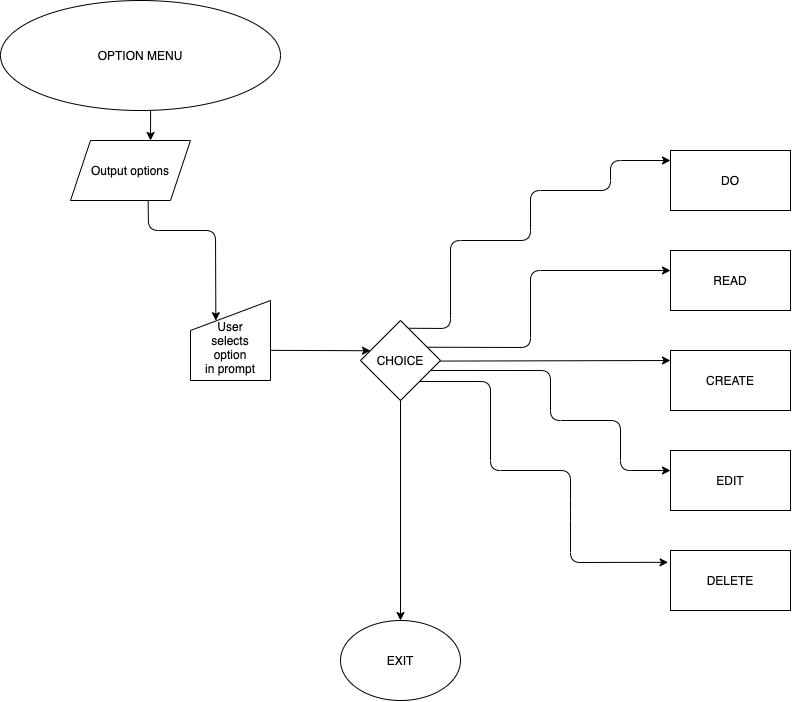 OPTION MENU
Output options
User
selects
option
in prompt
CHOICE
DO
READ
CREATE
EDIT
DELETE
EXIT